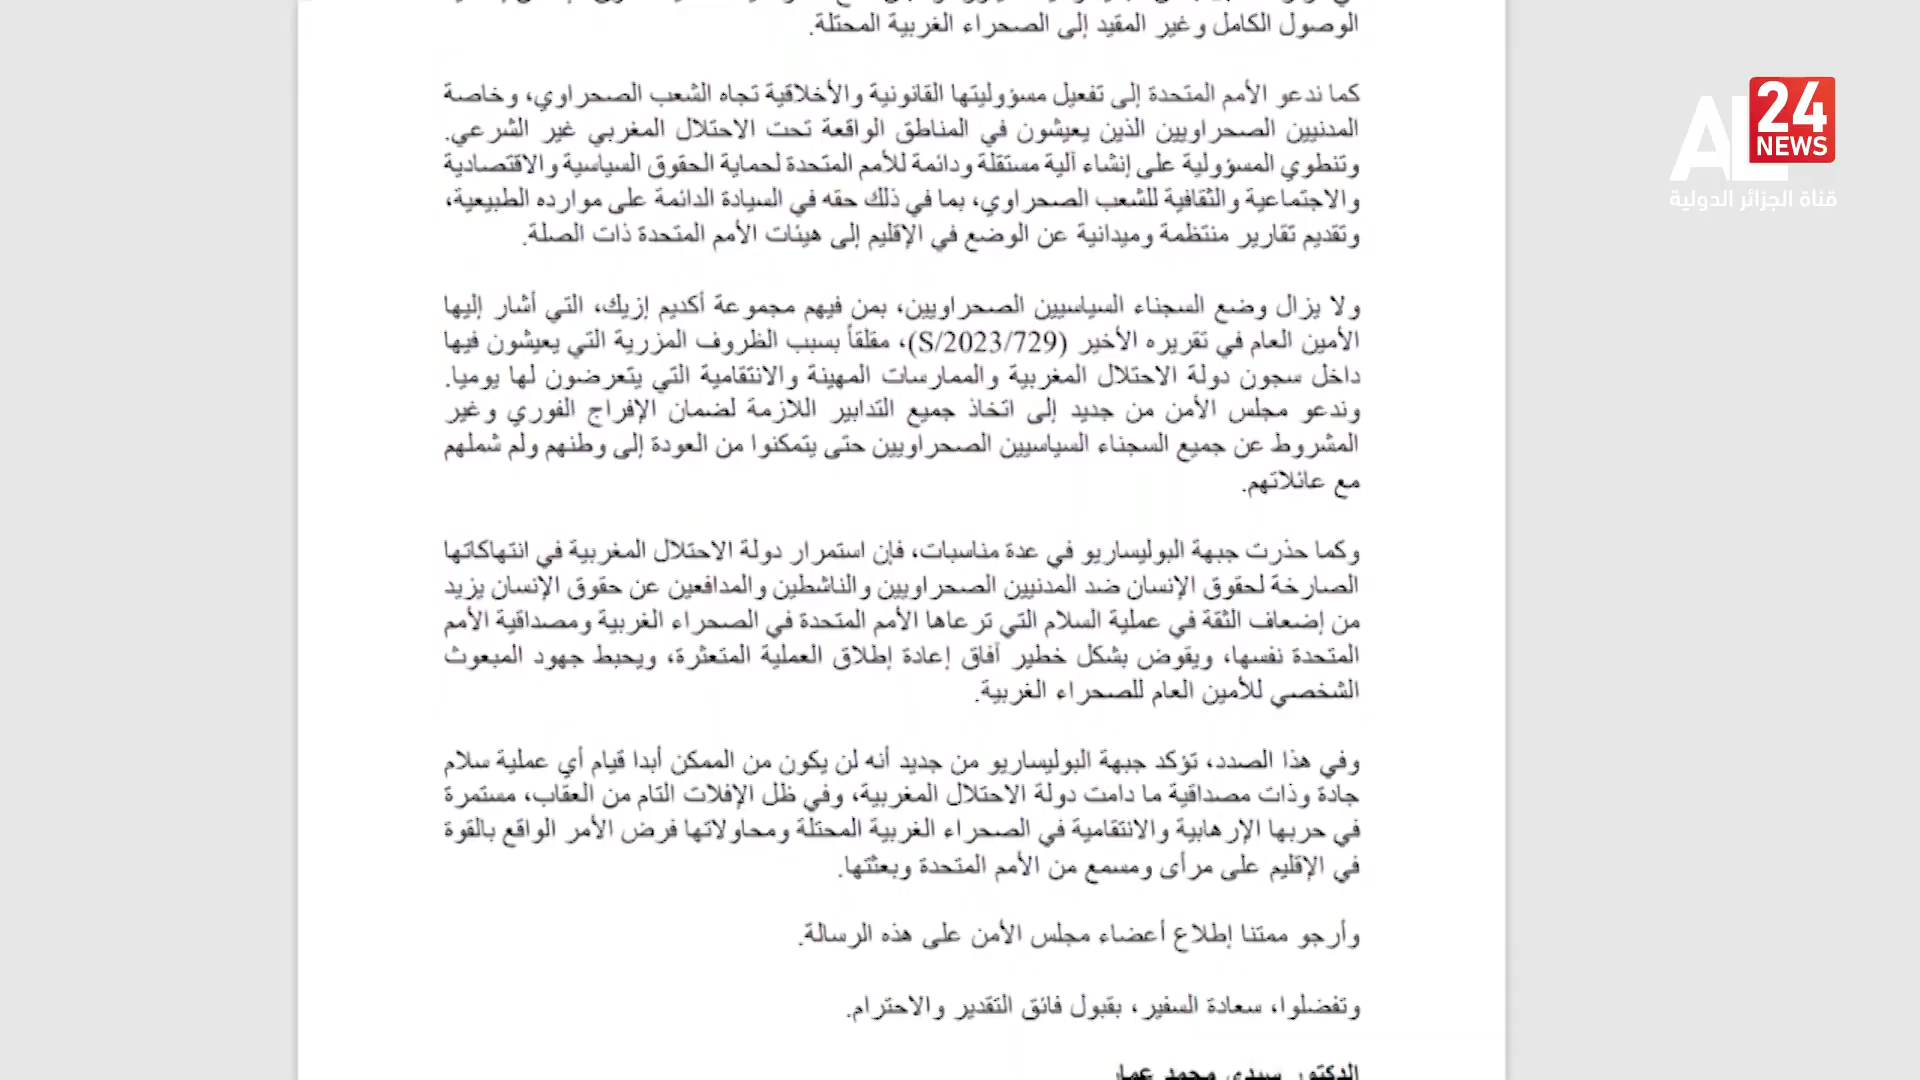 الوصول الكامل وغير المقيد إلى الصحراء الغربية المحتلة.
كما ندعو الأمم المتحدة إلى تفعيل مسؤوليتها القانونية والأخلاقية تجاه الشعب الصحراوي، وخاصة
المدنيين الصحراويين الذين يعيشون في المناطق الواقعة تحت الاحتلال المغربي غير الشرعي.
وتنطوي المسؤولية على إنشاء آلية مستقلة ودائمة للأمم المتحدة لحماية الحقوق السياسية والاقتصادية
والاجتماعية والثقافية للشعب الصحراوي، بما في ذلك حقه في السيادة الدائمة على موارده الطبيعية،
وتقديم تقارير منتظمة وميدانية عن الوضع في الإقليم إلى هيئات الأمم المتحدة ذات الصلة.
ولا يزال وضع السجناء السياسيين الصحراويين، بمن فيهم مجموعة أكديم إزيك، التي أشار إليها
الأمين العام في تقريره الأخير (S/2023/729)، مقلقاً بسبب الظروف المزرية التي يعيشون فيها
داخل سجون دولة الاحتلال المغربية والممارسات المهينة والانتقامية التي يتعرضون لها يوميا.
وندعو مجلس الأمن من جديد إلى اتخاذ جميع التدابير اللازمة لضمان الإفراج الفوري وغير
المشروط عن جميع السجناء السياسيين الصحراويين حتى يتمكنوا من العودة إلى وطنهم ولم شملهم
مع عائلاتهم.
وكما حذرت جبهة البوليساريو في عدة مناسبات، فإن استمرار دولة الاحتلال المغربية في انتهاكاتها
الصارخة لحقوق الإنسان ضد المدنيين الصحراويين والناشطين والمدافعين عن حقوق الإنسان يزيد
من إضعاف الثقة في عملية السلام التي ترعاها الأمم المتحدة في الصحراء الغربية ومصداقية الأمم
المتحدة نفسها، ويقوض بشكل خطير آفاق إعادة إطلاق العملية المتعثرة، ويحبط جهود المبعوث
الشخصي للأمين العام للصحراء الغربية.
وفي هذا الصدد، تؤكد جبهة البوليساريو من جديد أنه لن يكون من الممكن أبدا قيام أي عملية سلام
جادة وذات مصداقية ما دامت دولة الاحتلال المغربية، وفي ظل الإفلات التام من العقاب، مستمرة
في حربها الإرهابية والانتقامية في الصحراء الغربية المحتلة ومحاولاتها فرض الأمر الواقع بالقوة
في الإقليم على مرأى ومسمع من الأمم المتحدة وبعثتها.
وأرجو ممتنا إطلاع أعضاء مجلس الأمن على هذه الرسالة.
وتفضلوا، سعادة السفير، بقبول فائق التقدير والاحترام.
الدكتور سيدي محمد عمار
AL
24
NEWS
قناة الجزائر الدولية